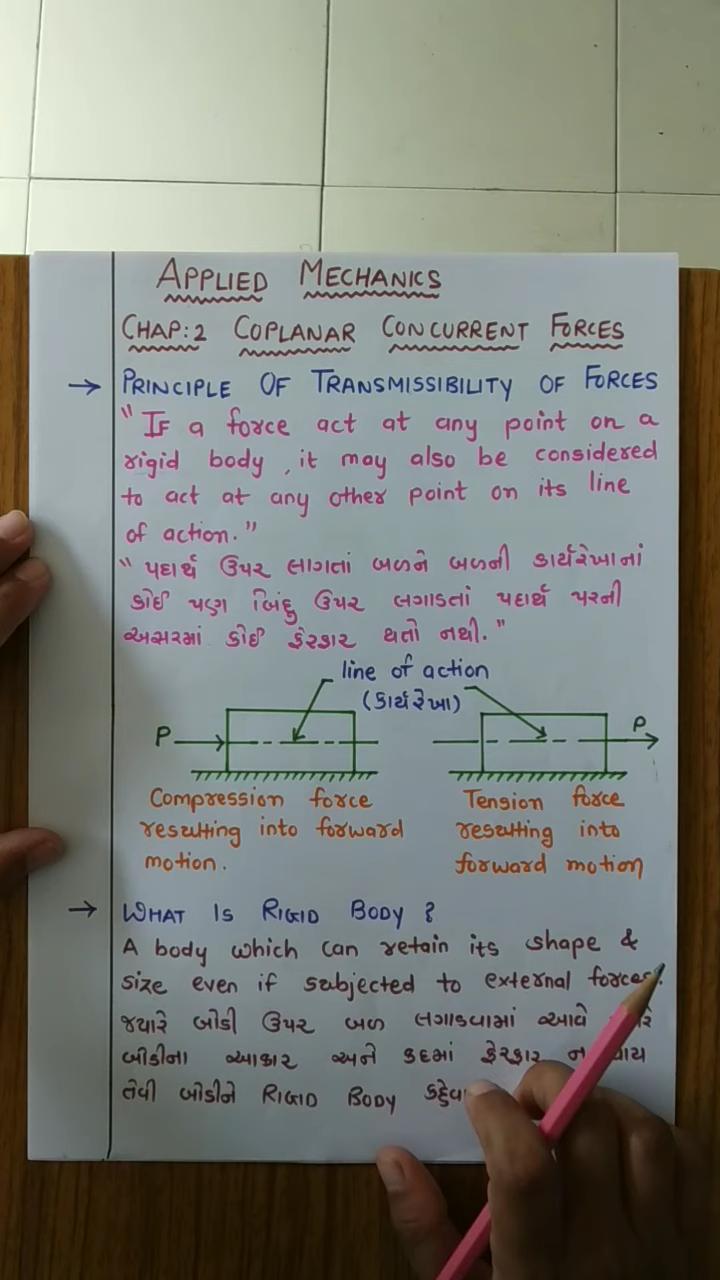 APPLIED MECHANICS
CHAP:2 COPLANAR CONCURRENT FORCES
→ PRINCIPLE OF TRANSMISSIBILITY OF FORCES
"IF a force act at any point on a
rigid body, it may also be considered
to act at any other point on its line
of action."
"પદાર્થ ઉપર લાગતાં બળને બળની કાર્યરેખાનાં
કોઈ પણ બિંદુ ઉપર લગાડતાં પદાર્થ પરની
અસરમાં કોઈ ફેરફાર થતો નથી."
line of action
(કાર્યરેખા)
P
P
Compression force
resulting into forward
motion.
Tension force
resulting into
forward motion
→ WHAT IS RIGID BODY?
A body which can retain its shape &
size even if subjected to external forces.
જયારે બોડી ઉપર બળ લગાડવામાં આવે
બોડીના આકાર અને કદમાં ફેરફાર ન
તેવી બોડીને RIGID BODY